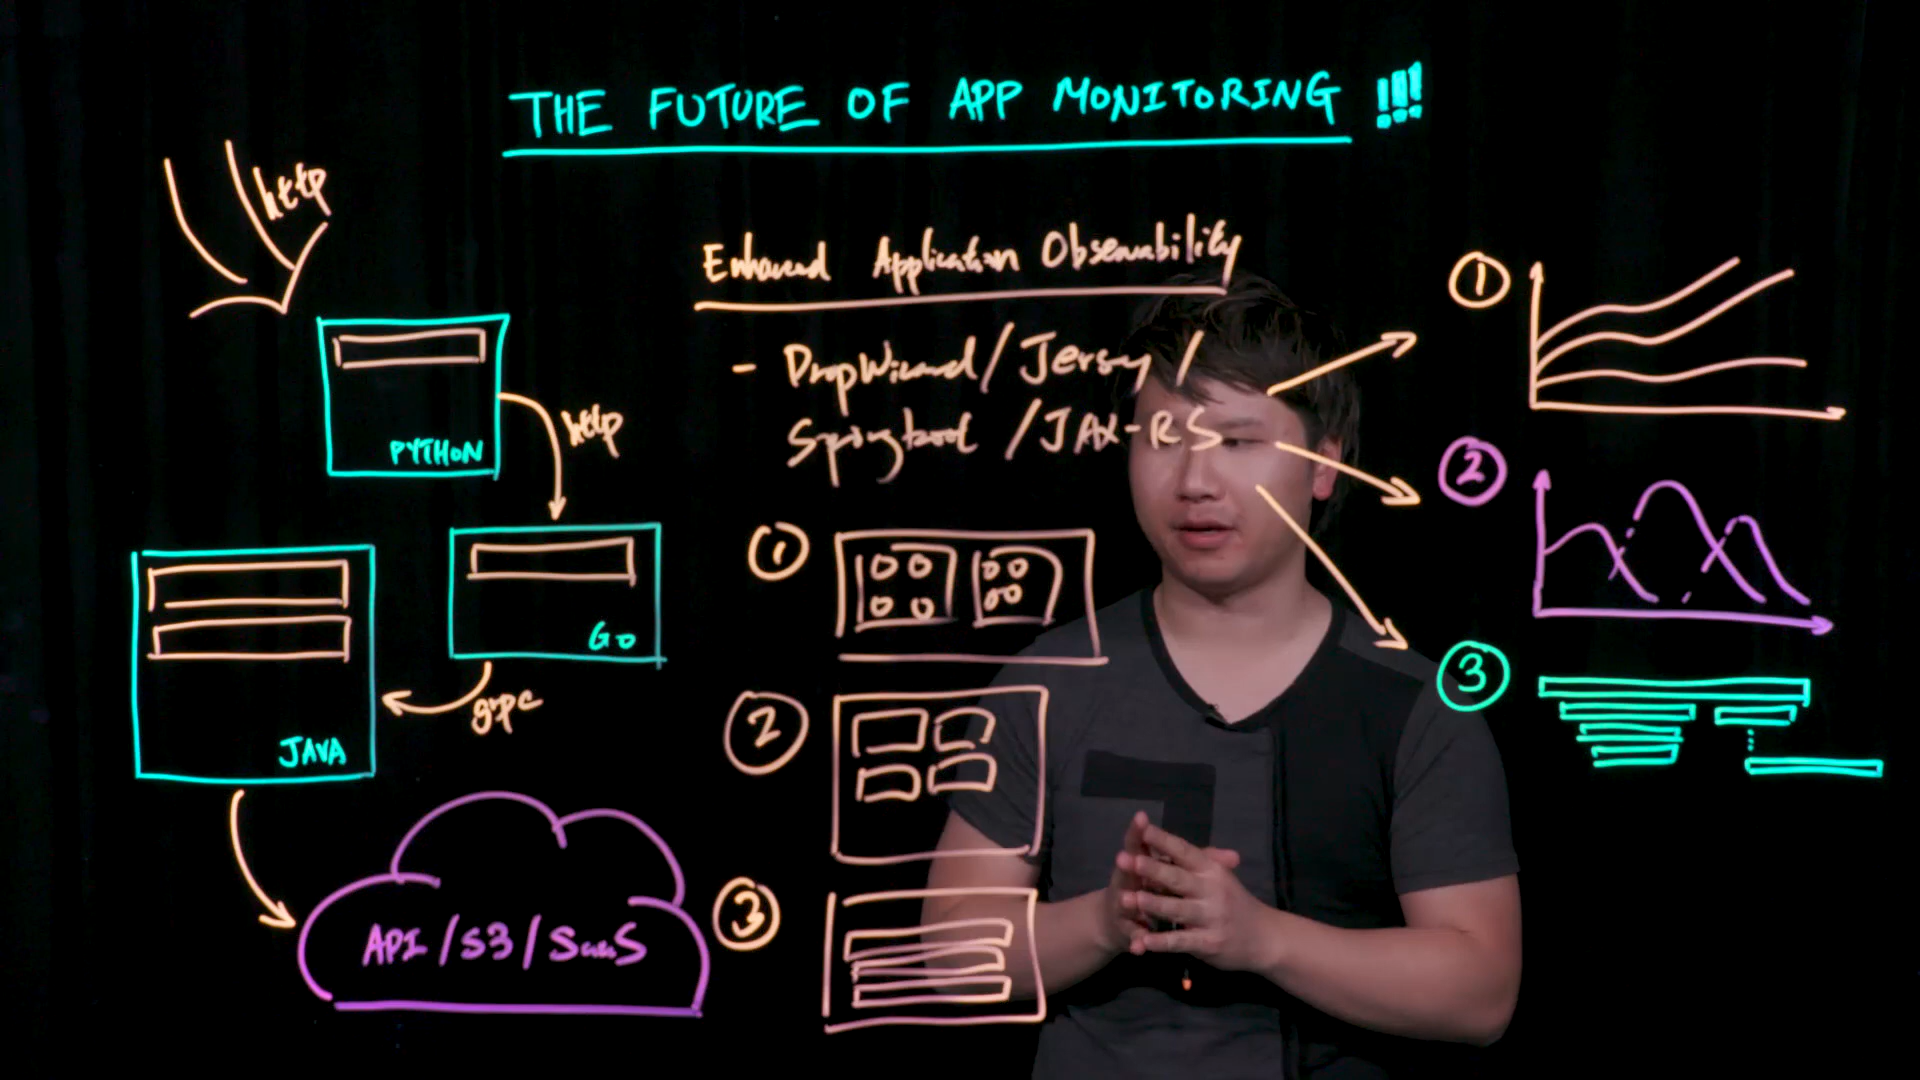 THE FUTURE OF APP MONITORING !!!
http
Enhanced Application Observability
- DropWizard/Jersey/
Springboot /JAX-RS
PYTHON
http
GO
grpc
JAVA
API/S3/SaaS
1
2
3
1
2
3